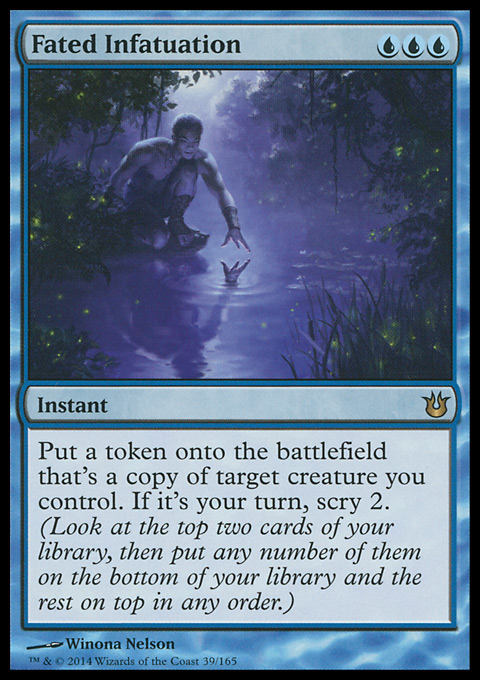 Fated Infatuation
Instant
Put a token onto the battlefield
that's a copy of target creature you
control. If it's your turn, scry 2.
(Look at the top two cards of your
library, then put any number of them
on the bottom of your library and the
rest on top in any order.)
Winona Nelson
™ & © 2014 Wizards of the Coast 39/165